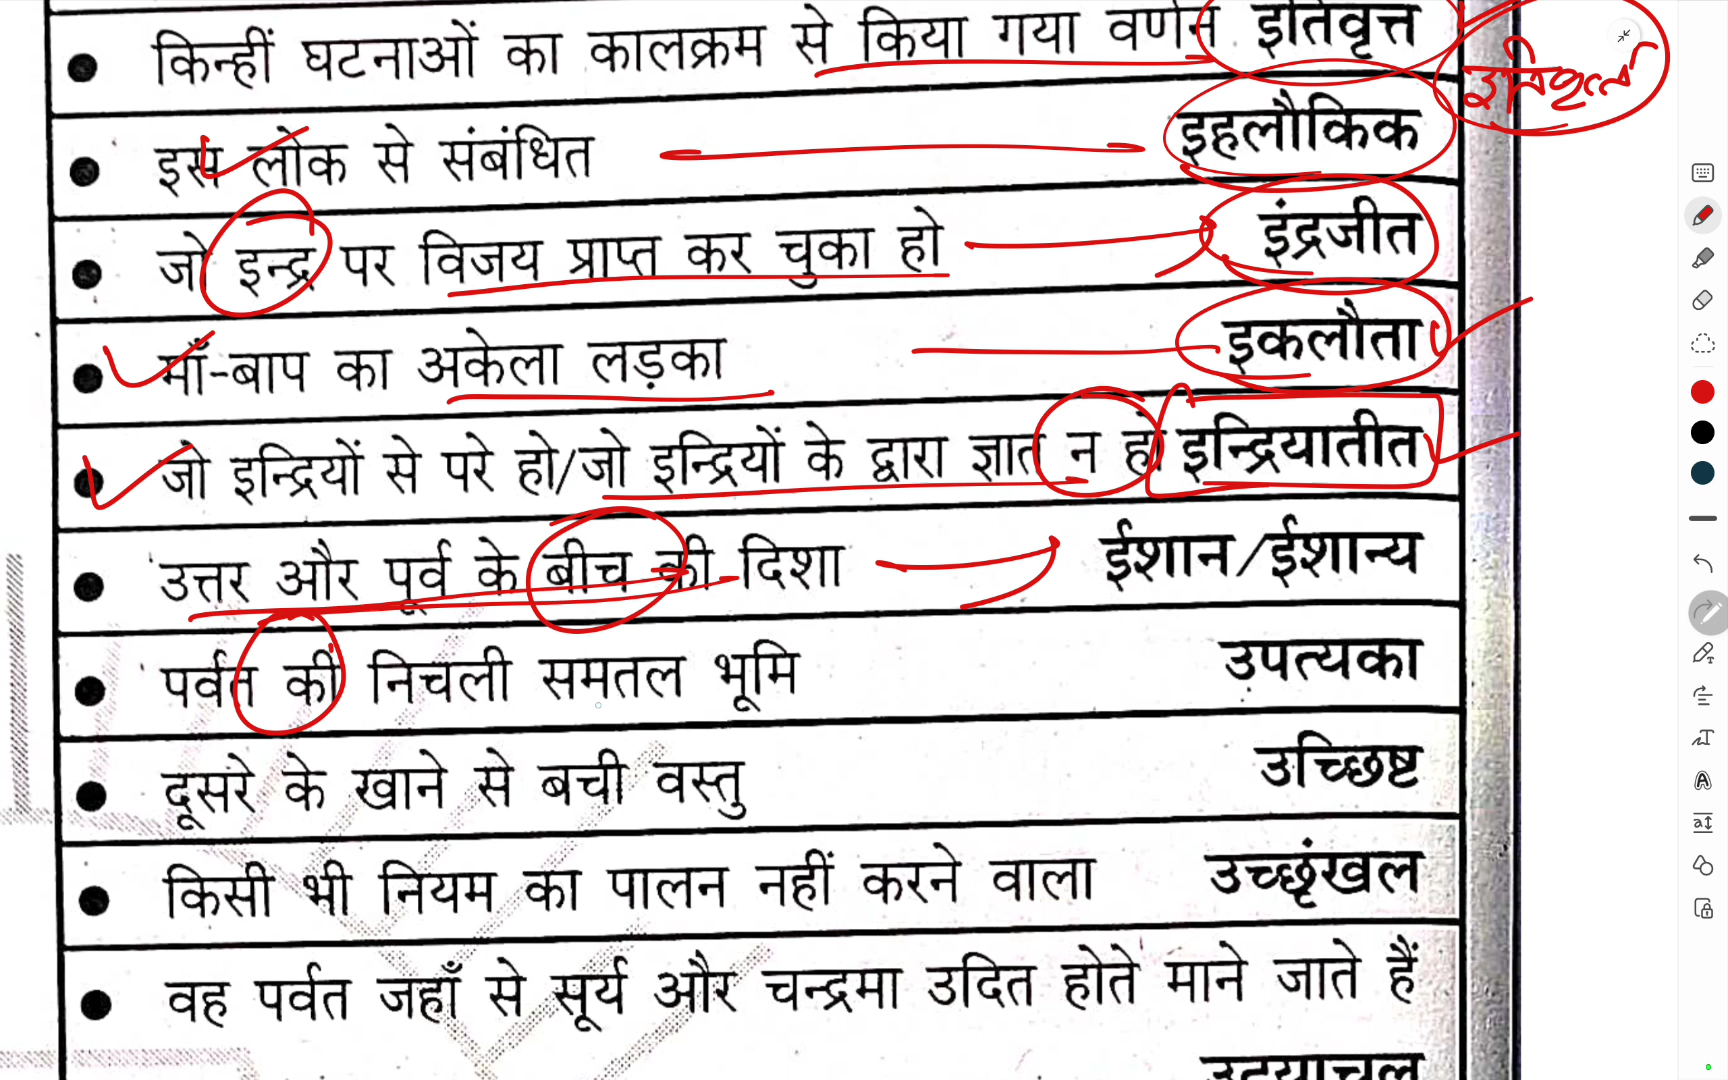 किन्हीं घटनाओं का कालक्रम से किया गया वर्णन इतिवृत्त
इहलौकिक
इस लोक से संबंधित
जो इन्द्र पर विजय प्राप्त कर चुका हो इंद्रजीत
माँ-बाप का अकेला लड़का इकलौता
जो इन्द्रियों से परे हो/जो इन्द्रियों के द्वारा ज्ञात न हो इन्द्रियातीत
उत्तर और पूर्व के बीच की दिशा ईशान/ईशान्य
पर्वत की निचली समतल भूमि उपत्यका
दूसरे के खाने से बची वस्तु उच्छिष्ट
किसी भी नियम का पालन नहीं करने वाला उच्छृंखल
वह पर्वत जहाँ से सूर्य और चन्द्रमा उदित होते माने जाते हैं
उदयाचल